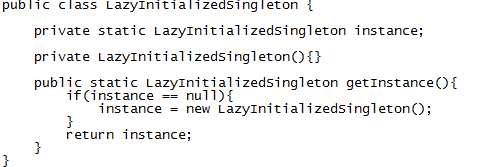 public class LazyInitializedSingleton {
private static LazyInitializedSingleton instance;
private LazyInitializedSingleton(){}
public static LazyInitializedSingleton getInstance(){
if(instance == null){
instance = new LazyInitializedSingleton();
}
return instance;
}
}